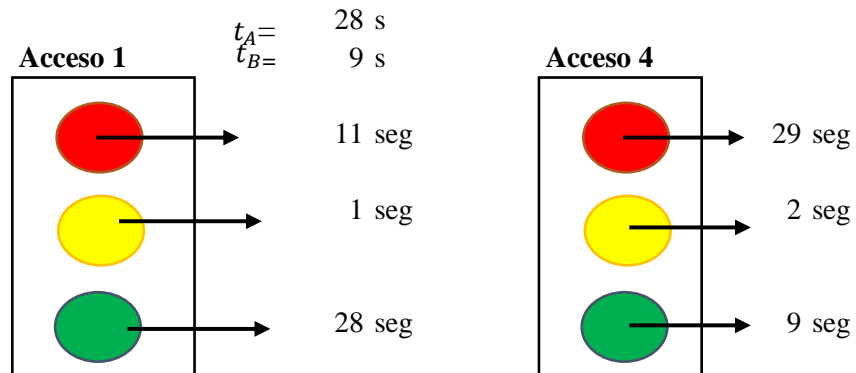 t_A= 28 s
t_B= 9 s
Acceso 1
Acceso 4
11 seg
29 seg
1 seg
2 seg
28 seg
9 seg